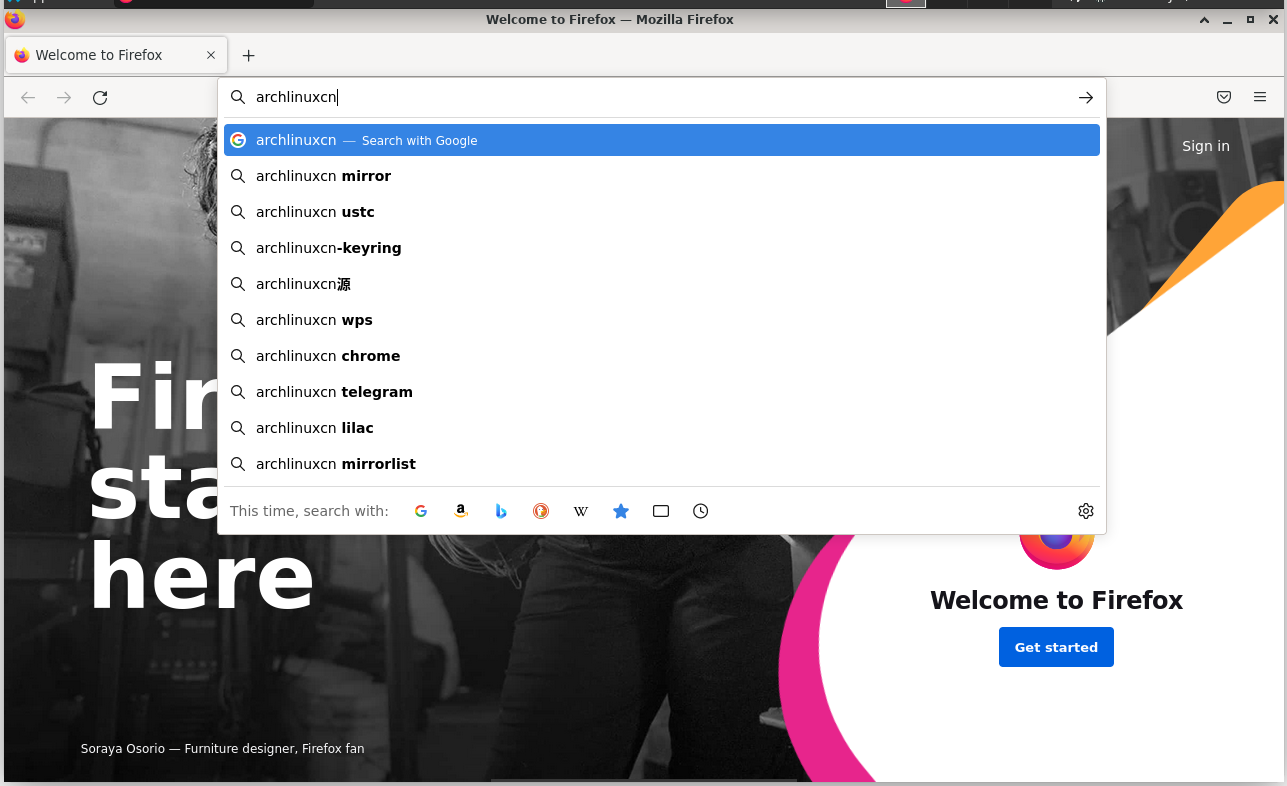 Welcome to Firefox — Mozilla Firefox
Welcome to Firefox
archlinuxcn
archlinuxcn — Search with Google
archlinuxcn mirror
archlinuxcn ustc
archlinuxcn-keyring
archlinuxcn源
archlinuxcn wps
archlinuxcn chrome
archlinuxcn telegram
archlinuxcn lilac
archlinuxcn mirrorlist
This time, search with:
Sign in
here
Welcome to Firefox
Get started
Soraya Osorio — Furniture designer, Firefox fan